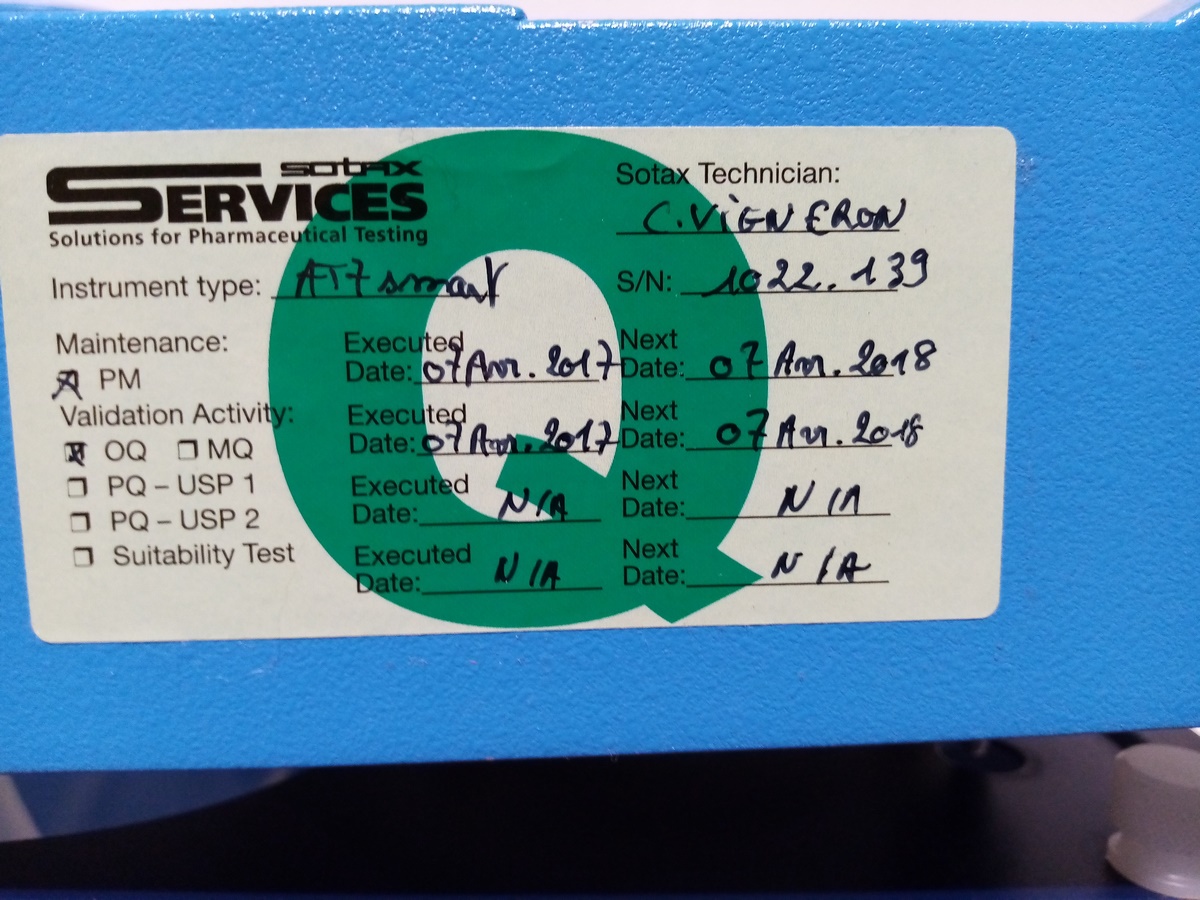 sotax
SERVICES
Solutions for Pharmaceutical Testing
Sotax Technician:
C. ViGNERON
Instrument type: AT7 smart
S/N: 1022.139
Maintenance:
PM
Executed Date: 07 Avr. 2017
Next Date: 07 Avr. 2018
Validation Activity:
OQ MQ
Executed Date: 07 Avr. 2017
Next Date: 07 Avr. 2018
PQ – USP 1
Executed Date: N/A
Next Date: N/A
PQ – USP 2
Suitability Test
Executed Date: N/A
Next Date: N/A